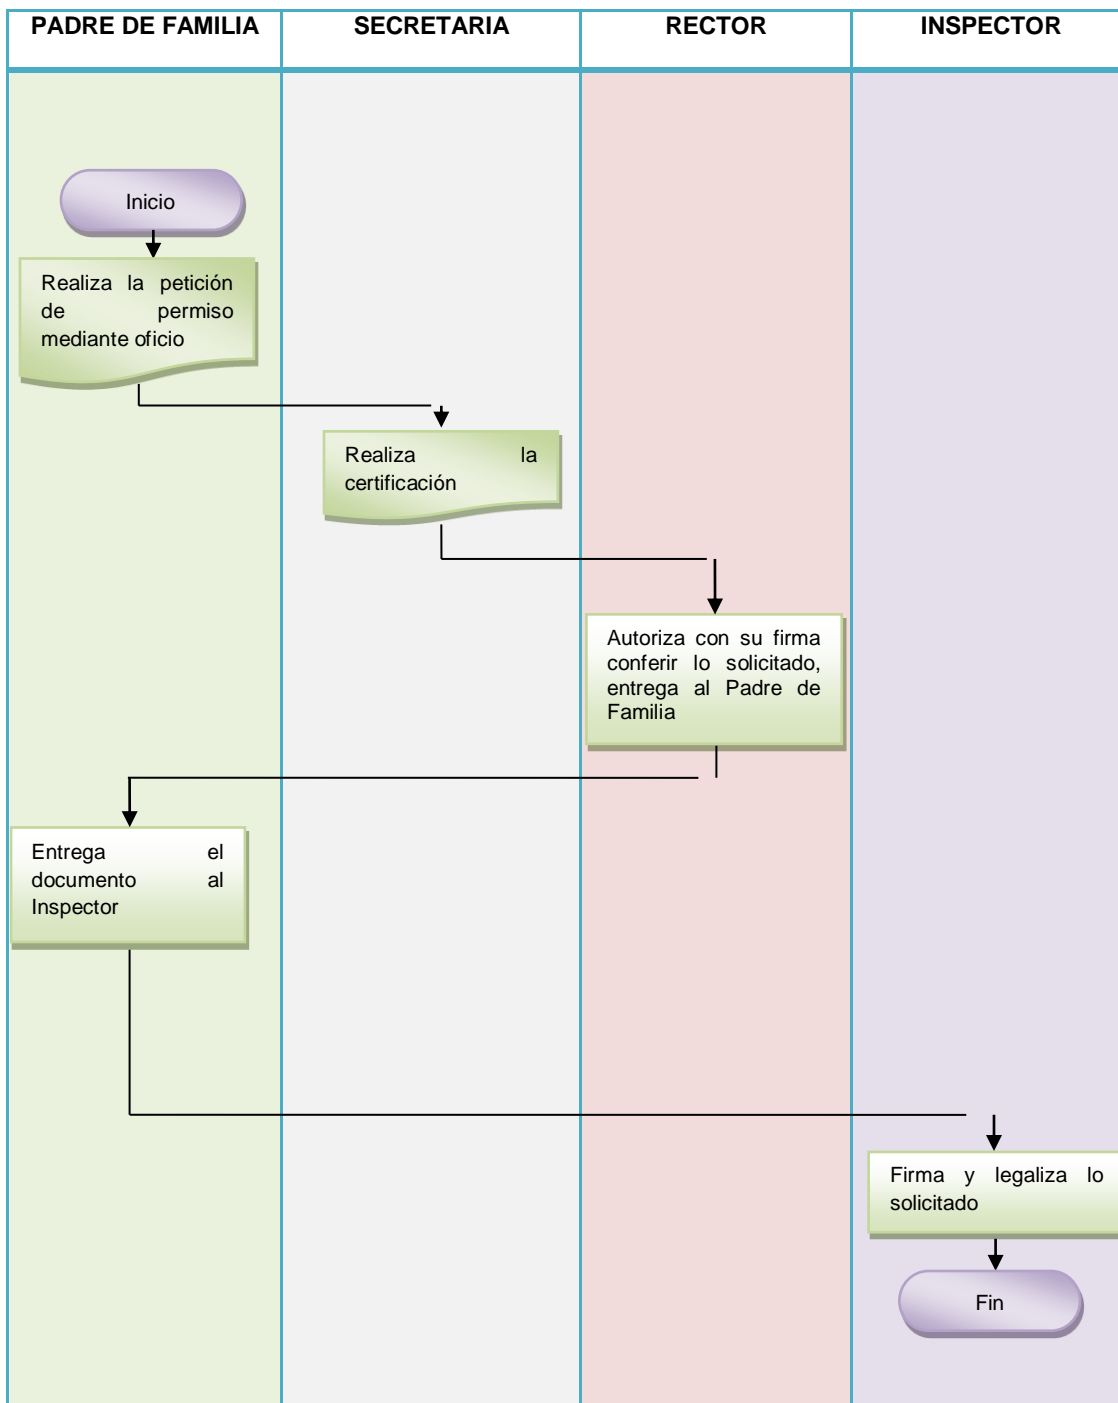 PADRE DE FAMILIA SECRETARIA RECTOR INSPECTOR
Inicio
Realiza la petición
de permiso
mediante oficio
Realiza la
certificación
Autoriza con su firma
conferir lo solicitado,
entrega al Padre de
Familia
Entrega el
documento al
Inspector
Firma y legaliza lo
solicitado
Fin